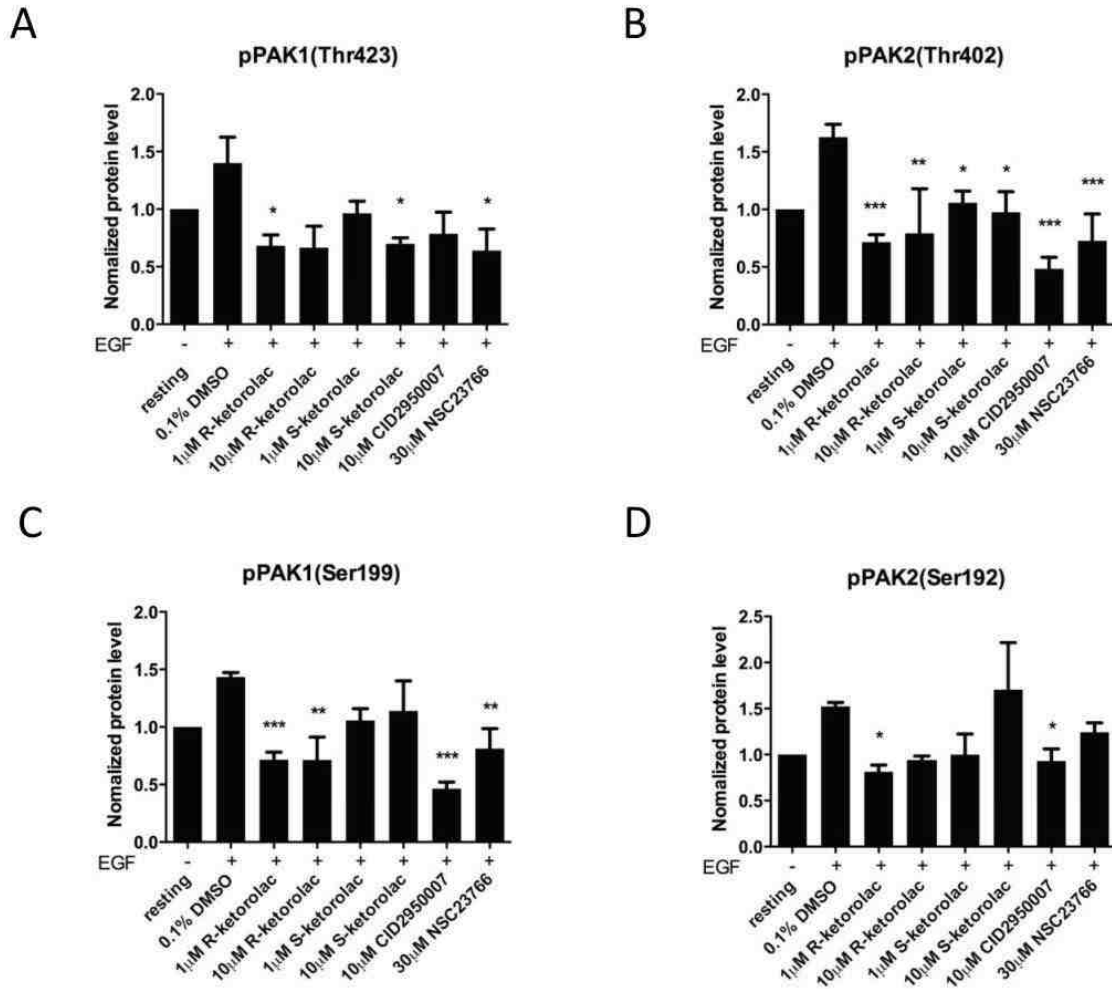 A
pPAK1(Thr423)
Nomalized protein level
2.0
1.5
1.0
0.5
0.0
* * *
EGF - + + + + + + +
resting
0.1% DMSO
1μM R-ketorolac
10μM R-ketorolac
1μM S-ketorolac
10μM S-ketorolac
10μM CID2950007
30μM NSC23766
B
pPAK2(Thr402)
Nomalized protein level
2.0
1.5
1.0
0.5
0.0
*** ** * * *** ***
EGF - + + + + + + +
resting
0.1% DMSO
1μM R-ketorolac
10μM R-ketorolac
1μM S-ketorolac
10μM S-ketorolac
10μM CID2950007
30μM NSC23766
C
pPAK1(Ser199)
Nomalized protein level
2.0
1.5
1.0
0.5
0.0
*** ** *** **
EGF - + + + + + + +
resting
0.1% DMSO
1μM R-ketorolac
10μM R-ketorolac
1μM S-ketorolac
10μM S-ketorolac
10μM CID2950007
30μM NSC23766
D
pPAK2(Ser192)
Nomalized protein level
2.5
2.0
1.5
1.0
0.5
0.0
* *
EGF - + + + + + + +
resting
0.1% DMSO
1μM R-ketorolac
10μM R-ketorolac
1μM S-ketorolac
10μM S-ketorolac
10μM CID2950007
30μM NSC23766